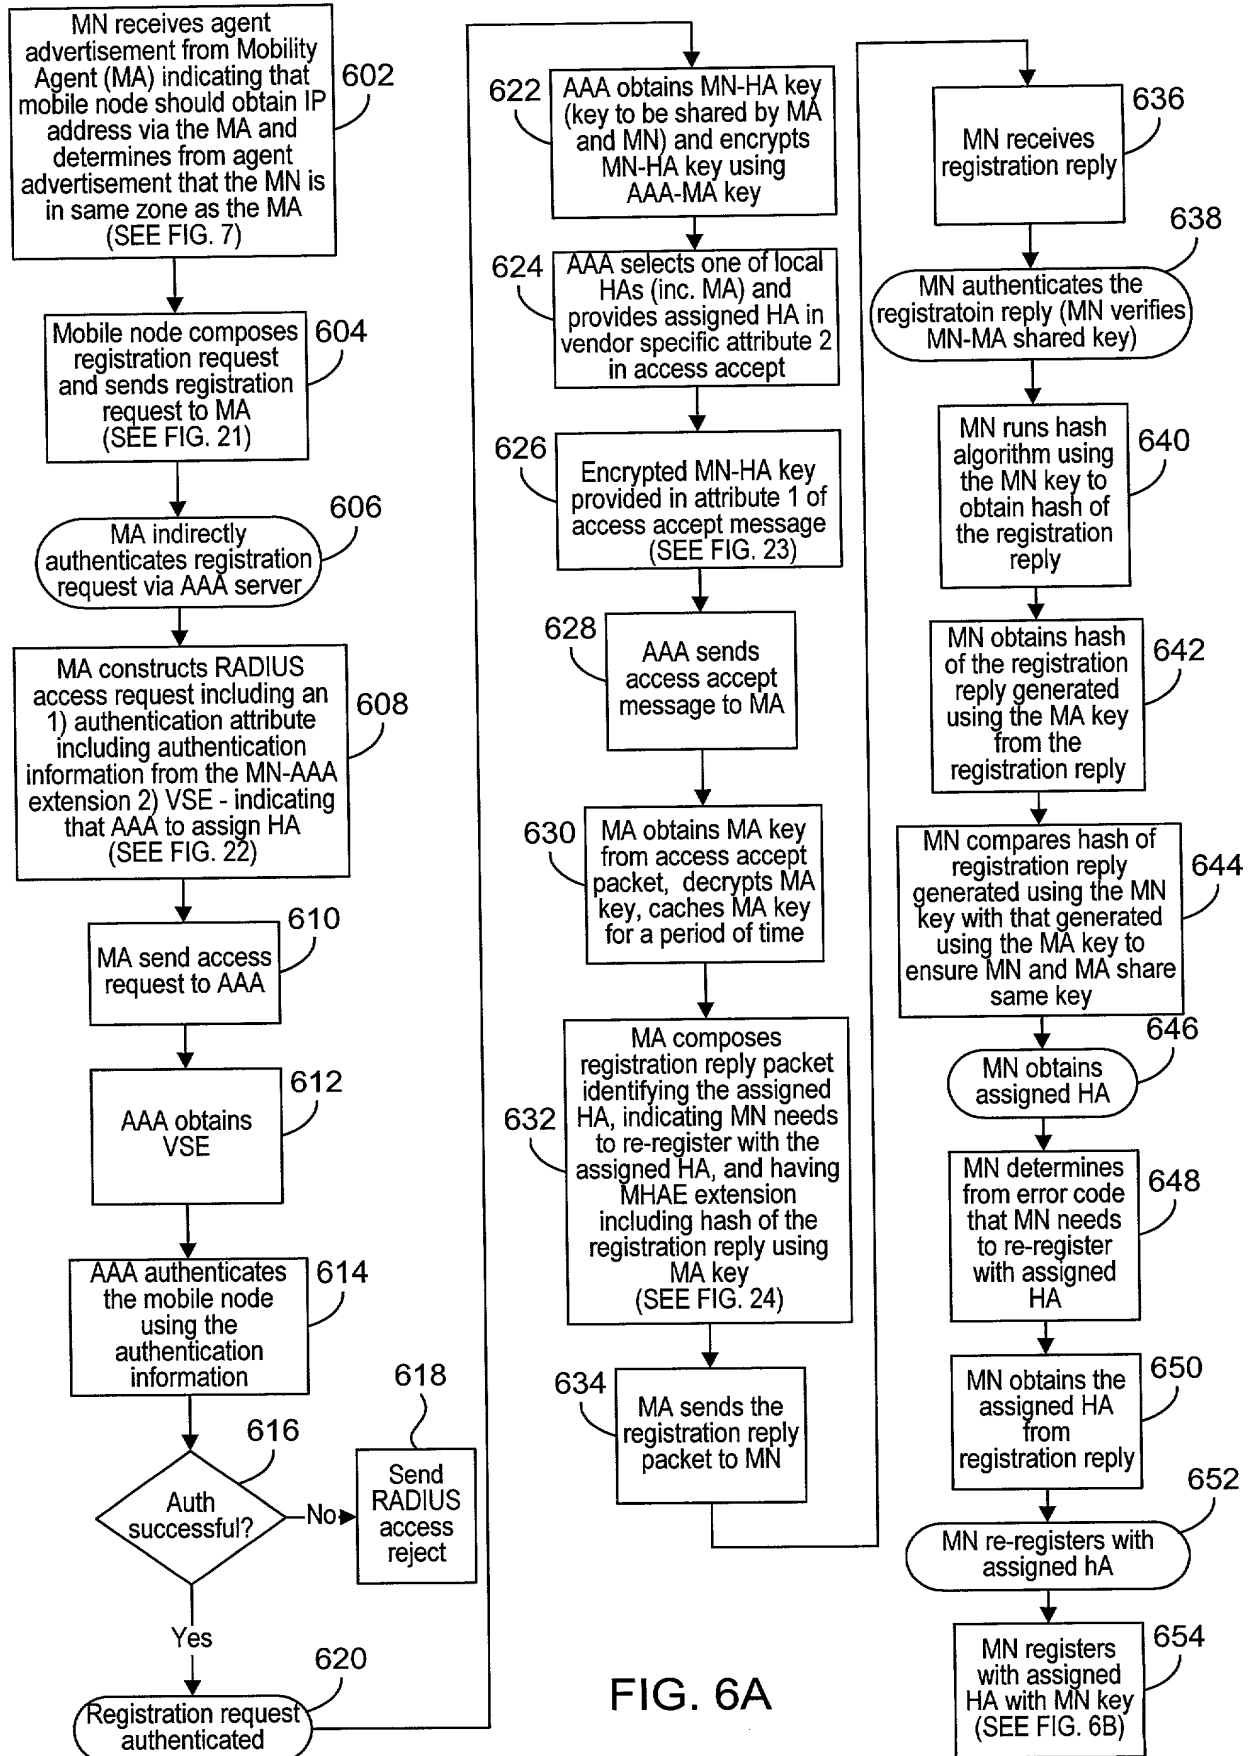 MN receives agent
advertisement from Mobility
Agent (MA) indicating that
mobile node should obtain IP
address via the MA and
determines from agent
advertisement that the MN is
in same zone as the MA
(SEE FIG. 7)
602
Mobile node composes
registration request
and sends registration
request to MA
(SEE FIG. 21)
604
606
MA indirectly
authenticates registration
request via AAA server
MA constructs RADIUS
access request including an
1) authentication attribute
including authentication
information from the MN-AAA
extension 2) VSE - indicating
that AAA to assign HA
(SEE FIG. 22)
608
610
MA send access
request to AAA
612
AAA obtains
VSE
AAA authenticates
the mobile node
using the
authentication
information
614
616
Auth
successful?
No
618
Send
RADIUS
access
reject
Yes
620
Registration request
authenticated
622
AAA obtains MN-HA key
(key to be shared by MA
and MN) and encrypts
MN-HA key using
AAA-MA key
624
AAA selects one of local
HAs (inc. MA) and
provides assigned HA in
vendor specific attribute 2
in access accept
626
Encrypted MN-HA key
provided in attribute 1 of
access accept message
(SEE FIG. 23)
628
AAA sends
access accept
message to MA
630
MA obtains MA key
from access accept
packet, decrypts MA
key, caches MA key
for a period of time
632
MA composes
registration reply packet
identifying the assigned
HA, indicating MN needs
to re-register with the
assigned HA, and having
MHAE extension
including hash of the
registration reply using
MA key
(SEE FIG. 24)
634
MA sends the
registration reply
packet to MN
636
MN receives
registration reply
638
MN authenticates the
registratoin reply (MN verifies
MN-MA shared key)
MN runs hash
algorithm using
the MN key to
obtain hash of
the registration
reply
640
MN obtains hash
of the registration
reply generated
using the MA key
from the
registration reply
642
MN compares hash of
registration reply
generated using the MN
key with that generated
using the MA key to
ensure MN and MA share
same key
644
646
MN obtains
assigned HA
MN determines
from error code
that MN needs
to re-register
with assigned
HA
648
MN obtains the
assigned HA
from
registration reply
650
652
MN re-registers with
assigned hA
MN registers
with assigned
HA with MN key
(SEE FIG. 6B)
654
FIG. 6A